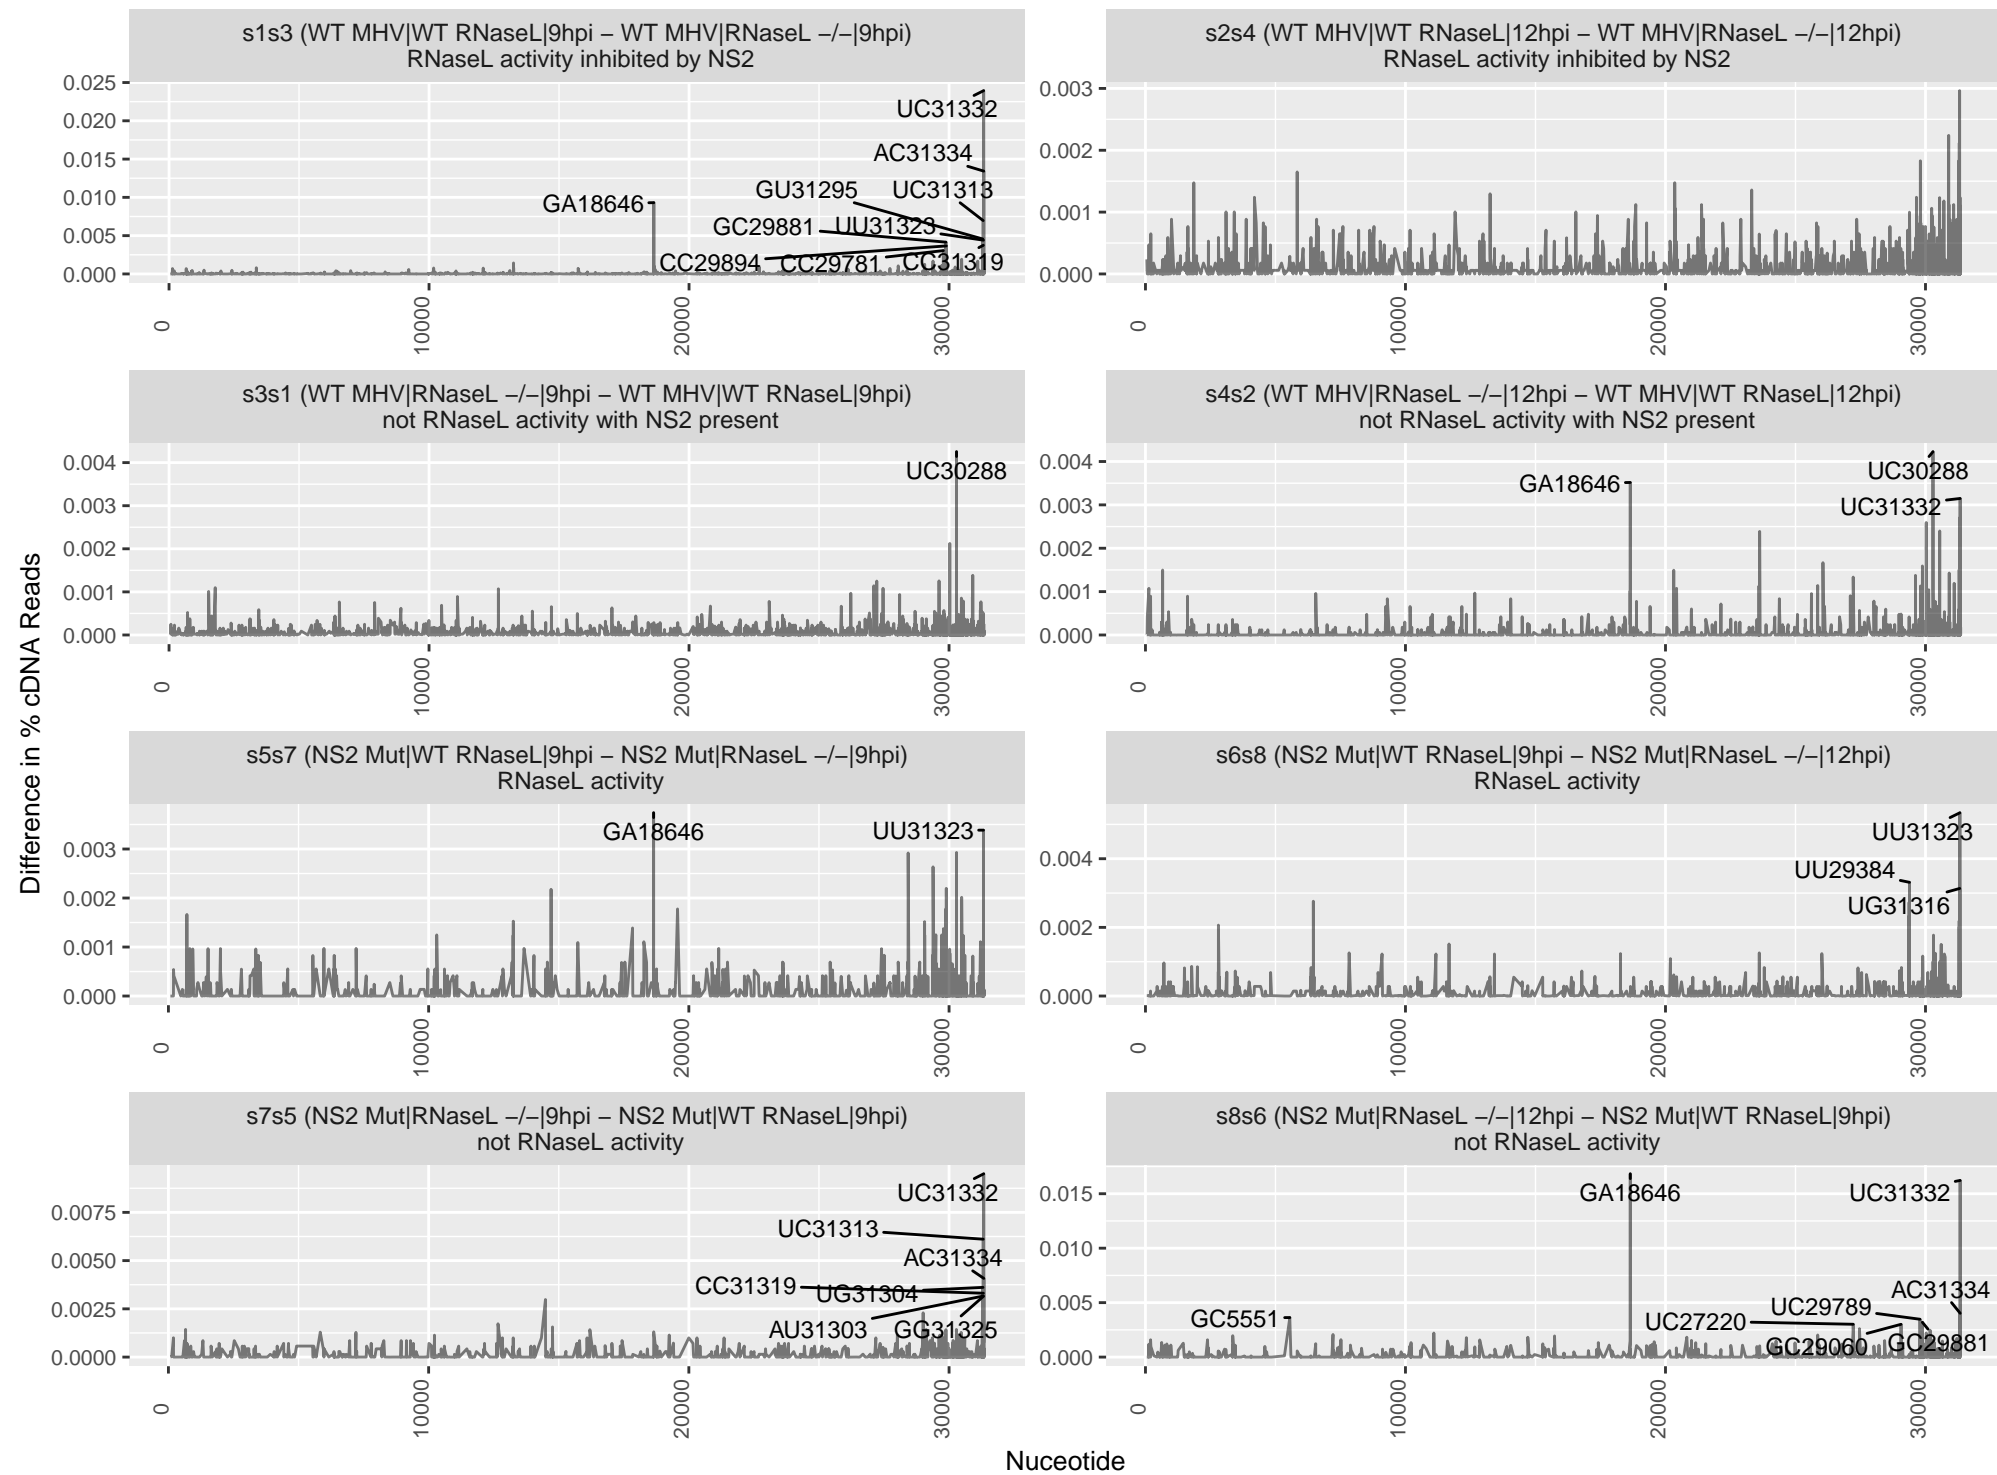 s1s3 (WT MHV|WT RNaseL|9hpi − WT MHV|RNaseL −/−|9hpi)
RNaseL activity inhibited by NS2
0.025
0.020
0.015
0.010
0.005
0.000
UC31332
AC31334
GU31295
UC31313
GA18646
GC29881
UU31323
CC29894
CC29781
CC31319
0
10000
20000
30000
s2s4 (WT MHV|WT RNaseL|12hpi − WT MHV|RNaseL −/−|12hpi)
RNaseL activity inhibited by NS2
0.003
0.002
0.001
0.000
0
10000
20000
30000
s3s1 (WT MHV|RNaseL −/−|9hpi − WT MHV|WT RNaseL|9hpi)
not RNaseL activity with NS2 present
0.004
0.003
0.002
0.001
0.000
UC30288
0
10000
20000
30000
s4s2 (WT MHV|RNaseL −/−|12hpi − WT MHV|WT RNaseL|12hpi)
not RNaseL activity with NS2 present
0.004
0.003
0.002
0.001
0.000
UC30288
GA18646
UC31332
0
10000
20000
30000
Difference in % cDNA Reads
s5s7 (NS2 Mut|WT RNaseL|9hpi − NS2 Mut|RNaseL −/−|9hpi)
RNaseL activity
0.003
0.002
0.001
0.000
GA18646
UU31323
0
10000
20000
30000
s6s8 (NS2 Mut|WT RNaseL|9hpi − NS2 Mut|RNaseL −/−|12hpi)
RNaseL activity
0.004
0.002
0.000
UU31323
UU29384
UG31316
0
10000
20000
30000
s7s5 (NS2 Mut|RNaseL −/−|9hpi − NS2 Mut|WT RNaseL|9hpi)
not RNaseL activity
0.0075
0.0050
0.0025
0.0000
UC31332
UC31313
AC31334
CC31319
UG31304
AU31303
GG31325
0
10000
20000
30000
s8s6 (NS2 Mut|RNaseL −/−|12hpi − NS2 Mut|WT RNaseL|9hpi)
not RNaseL activity
0.015
0.010
0.005
0.000
GA18646
UC31332
AC31334
GC5551
UC29789
UC27220
GC29060
GC29881
0
10000
20000
30000
Nuceotide